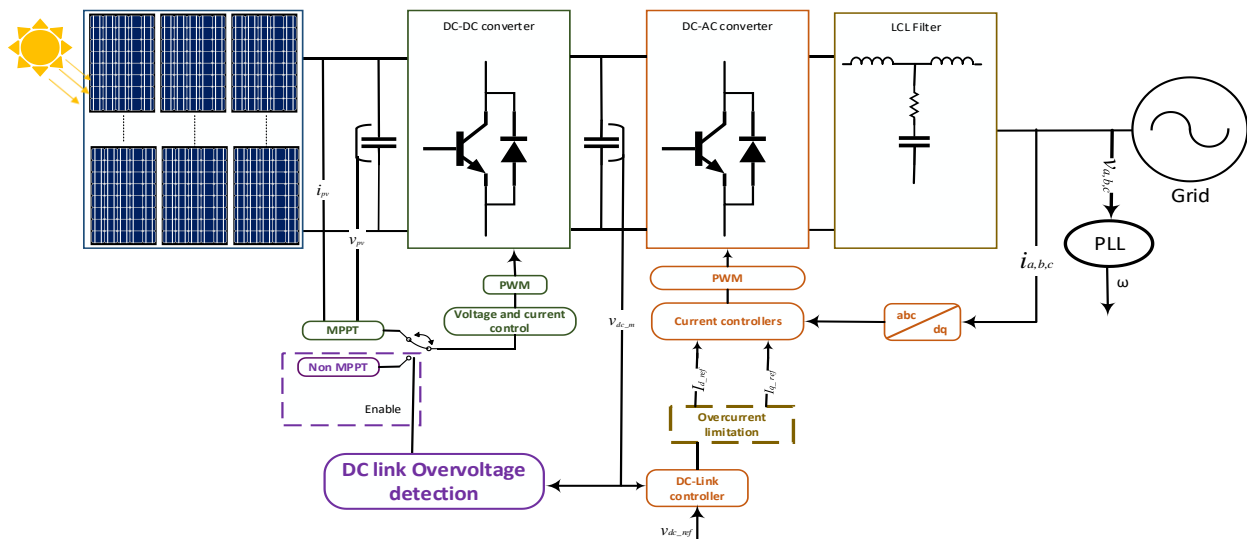 DC-DC converter
DC-AC converter
LCL Filter
i_pv
v_pv
V_a,b,c
Grid
PLL
i_a,b,c
ω
PWM
PWM
Voltage and current
control
v_dc_m
Current controllers
abc
dq
MPPT
Non MPPT
Enable
I_d_ref
I_q_ref
Overcurrent
limitation
DC link Overvoltage
detection
DC-Link
controller
v_dc_ref